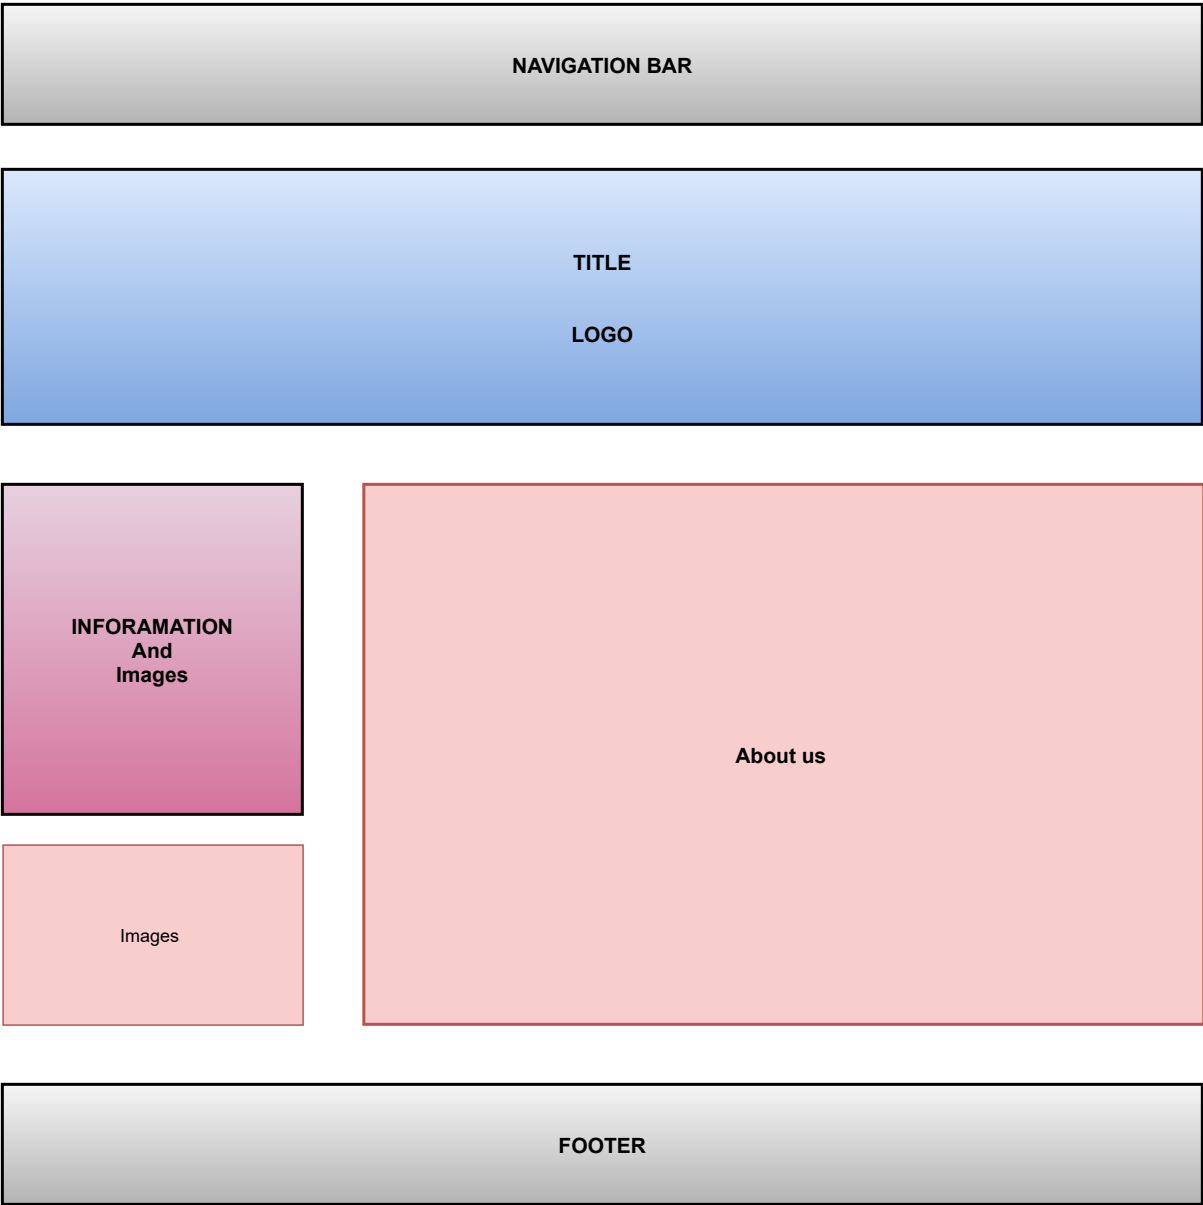 NAVIGATION BAR
TITLE
LOGO
INFORAMATION
And
Images
About us
Images
FOOTER